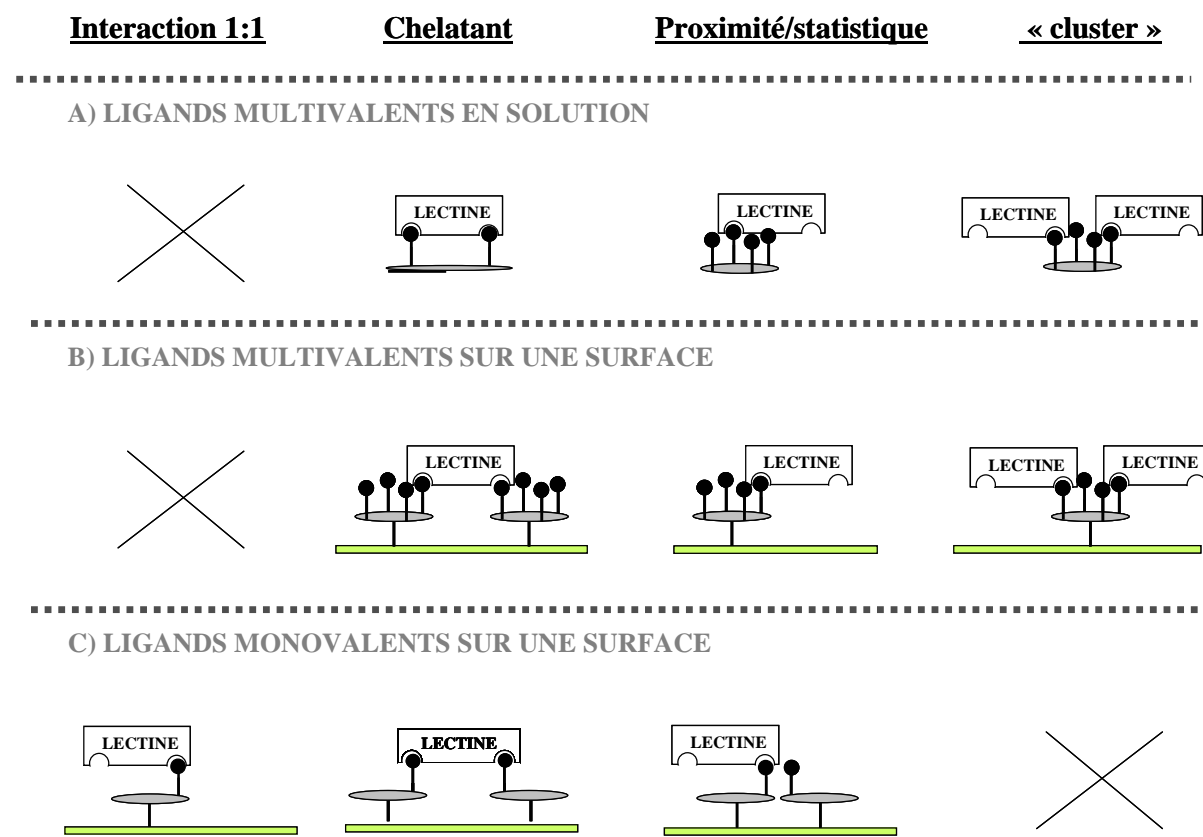 Interaction 1:1 Chelatant Proximité/statistique « cluster »
A) LIGANDS MULTIVALENTS EN SOLUTION
LECTINE LECTINE LECTINE LECTINE
B) LIGANDS MULTIVALENTS SUR UNE SURFACE
LECTINE LECTINE LECTINE LECTINE
C) LIGANDS MONOVALENTS SUR UNE SURFACE
LECTINE LECTINE LECTINE